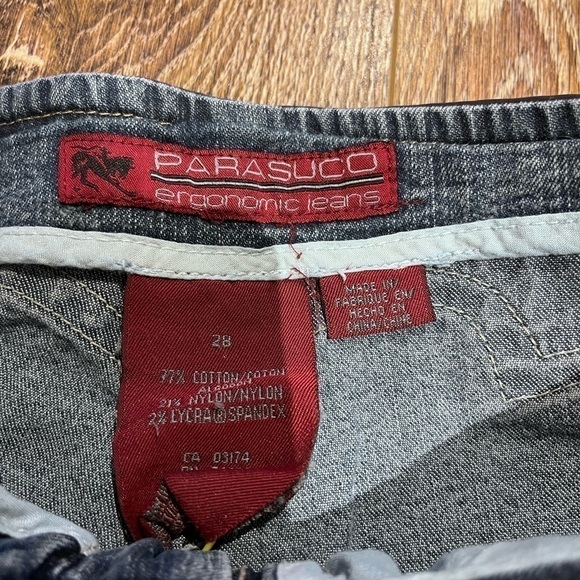 PARASUCO
ergonomic jeans
MADE IN/
FABRIQUE EN/
HECHO EN
CHINA/CHINE
28
77% COTTON/COTON
ALGODON
21% NYLON/NYLON
2% LYCRA® SPANDEX
CA 03174